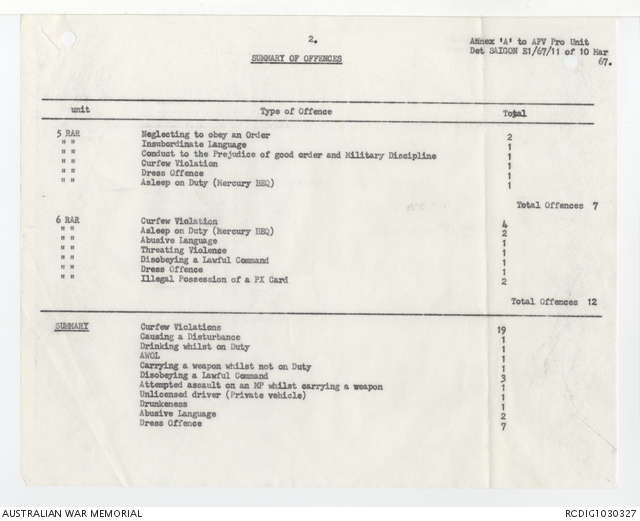 2.
Annex 'A' to AFV Pro Unit
Det SAIGON E1/67/11 of 10 Mar
67.
SUMMARY OF OFFENCES
unit Type of Offence Total
5 RAR Neglecting to obey an Order 2
" " Insubordinate Language 1
" " Conduct to the Prejudice of good order and Military Discipline 1
" " Curfew Violation 1
" " Dress Offence 1
" " Asleep on Duty (Mercury BEQ) 1
Total Offences 7
6 RAR Curfew Violation 4
" " Asleep on Duty (Mercury BEQ) 2
" " Abusive Language 1
" " Threating Violence 1
" " Disobeying a Lawful Command 1
" " Dress Offence 1
" " Illegal Possession of a PX Card 2
Total Offences 12
SUMMARY Curfew Violations 19
Causing a Disturbance 1
Drinking whilst on Duty 1
AWOL 1
Carrying a weapon whilst not on Duty 1
Disobeying a Lawful Command 3
Attempted assault on an MP whilst carrying a weapon 1
Unlicensed driver (Private vehicle) 1
Drunkeness 1
Abusive Language 2
Dress Offence 7
AUSTRALIAN WAR MEMORIAL RCDIG1030327